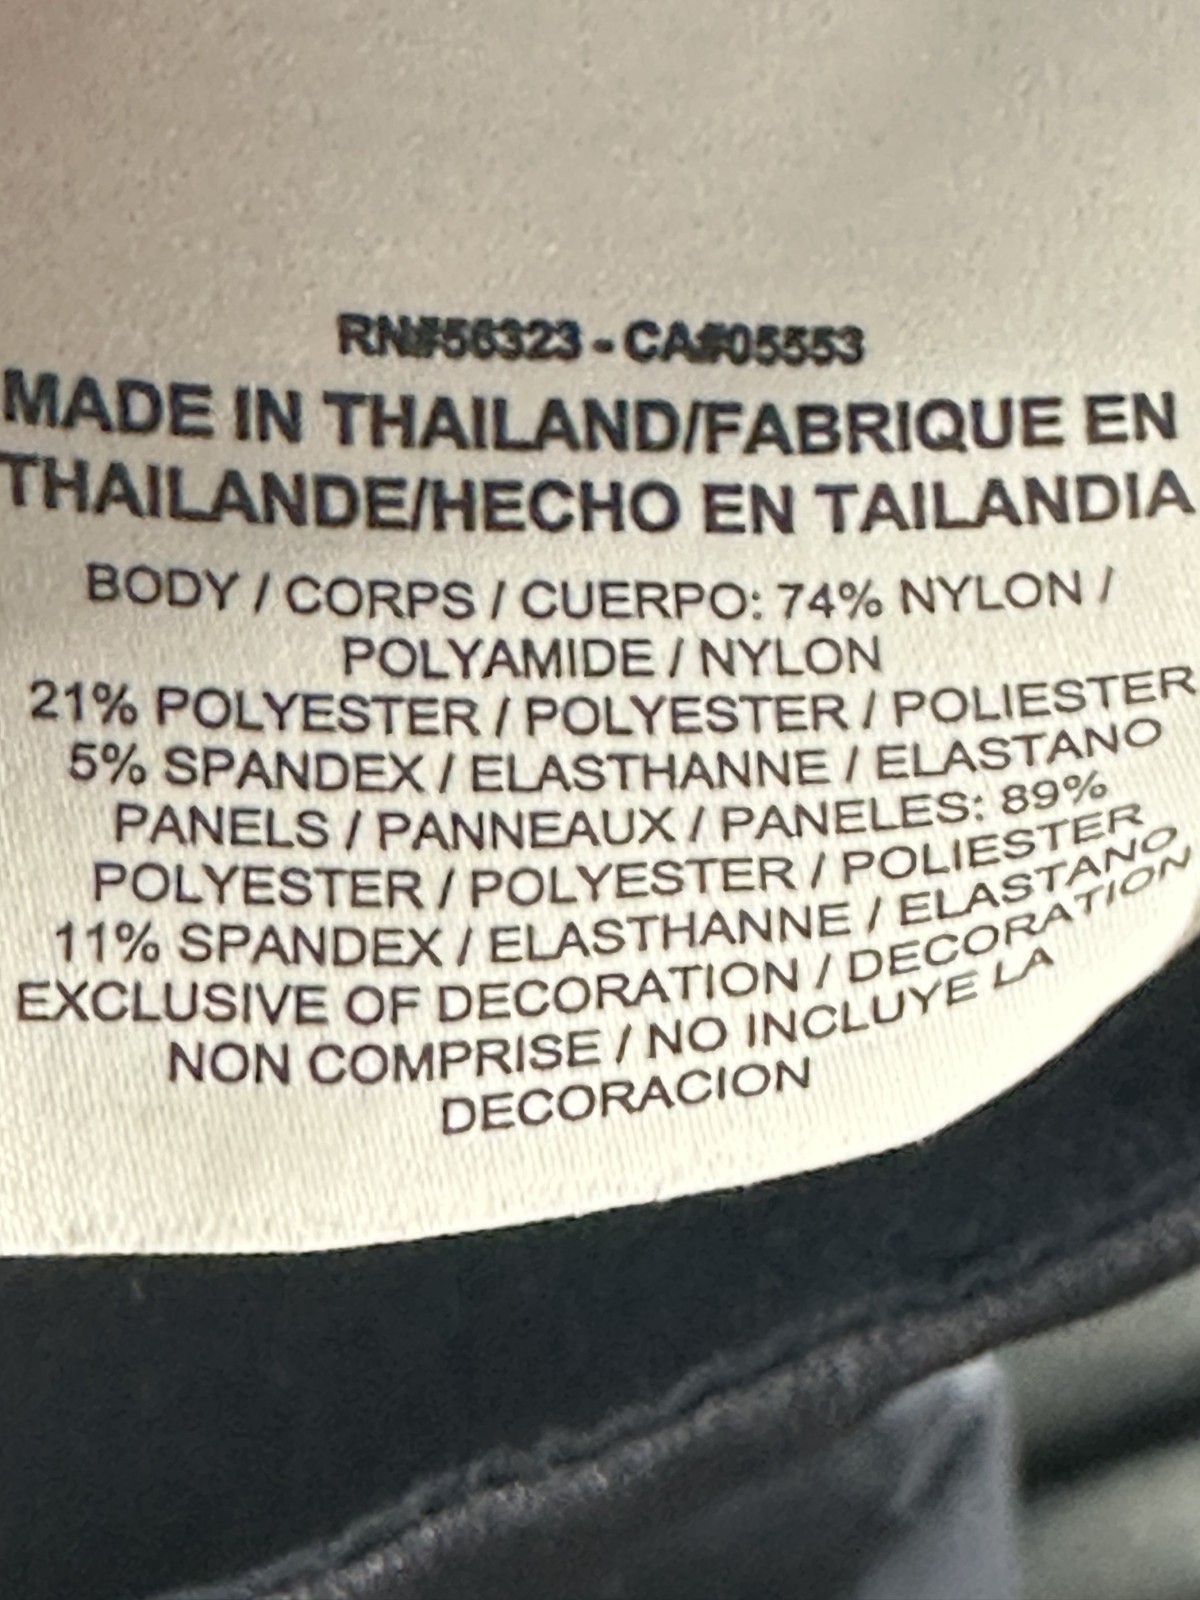 RN#56323 - CA#05553
MADE IN THAILAND/FABRIQUE EN
THAILANDE/HECHO EN TAILANDIA
BODY / CORPS / CUERPO: 74% NYLON /
POLYAMIDE / NYLON
21% POLYESTER / POLYESTER / POLIESTER
5% SPANDEX / ELASTHANNE / ELASTANO
PANELS / PANNEAUX / PANELES: 89%
POLYESTER / POLYESTER / POLIESTER
11% SPANDEX / ELASTHANNE / ELASTANO
EXCLUSIVE OF DECORATION / DECORATION
NON COMPRISE / NO INCLUYE LA
DECORACION